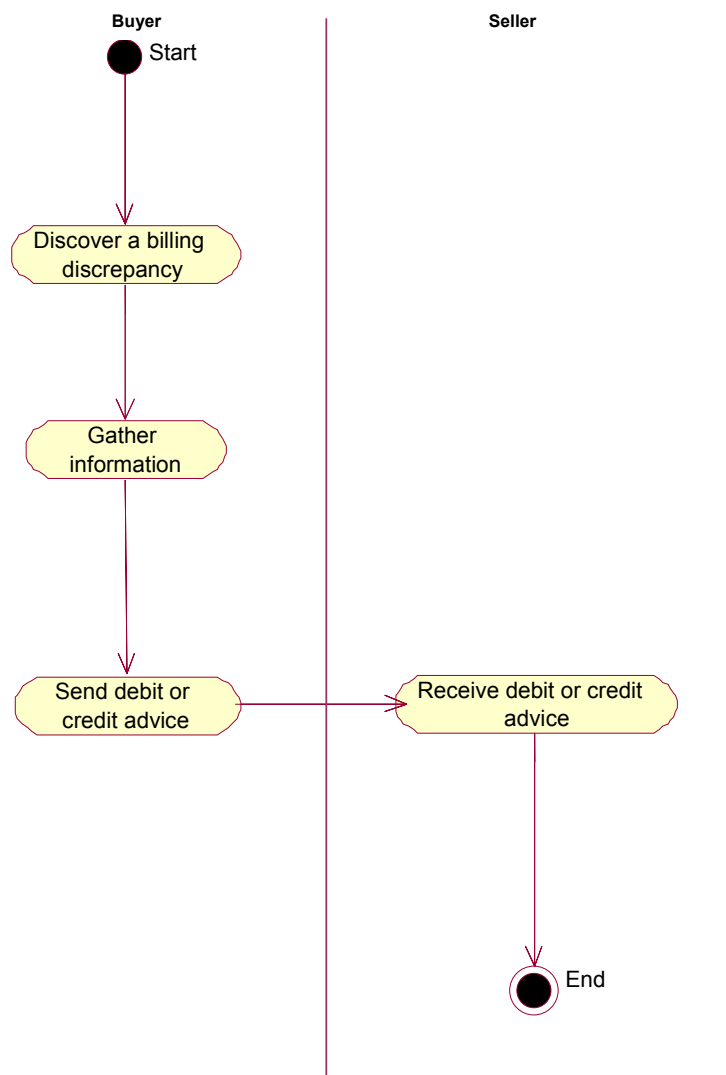 Buyer
Seller
Start
Discover a billing
discrepancy
Gather
information
Send debit or
credit advice
Receive debit or credit
advice
End